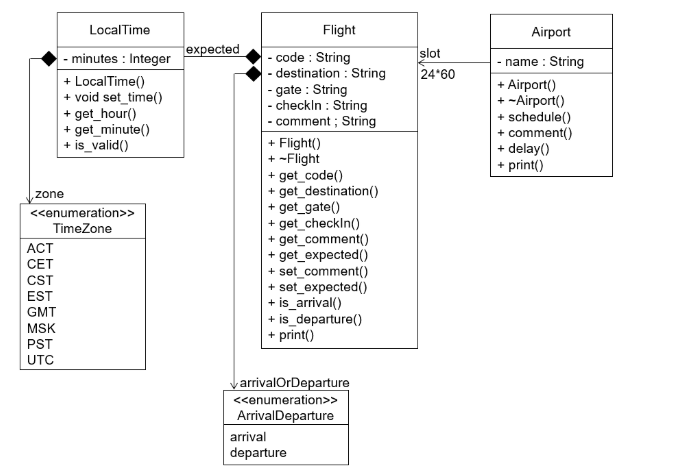 LocalTime
- minutes : Integer
+ LocalTime()
+ void set_time()
+ get_hour()
+ get_minute()
+ is_valid()
expected
Flight
- code : String
- destination : String
- gate : String
- checkIn : String
- comment ; String
+ Flight()
+ ~Flight
+ get_code()
+ get_destination()
+ get_gate()
+ get_checkIn()
+ get_comment()
+ get_expected()
+ set_comment()
+ set_expected()
+ is_arrival()
+ is_departure()
+ print()
slot
24*60
Airport
- name : String
+ Airport()
+ ~Airport()
+ schedule()
+ comment()
+ delay()
+ print()
zone
<<enumeration>>
TimeZone
ACT
CET
CST
EST
GMT
MSK
PST
UTC
arrivalOrDeparture
<<enumeration>>
ArrivalDeparture
arrival
departure